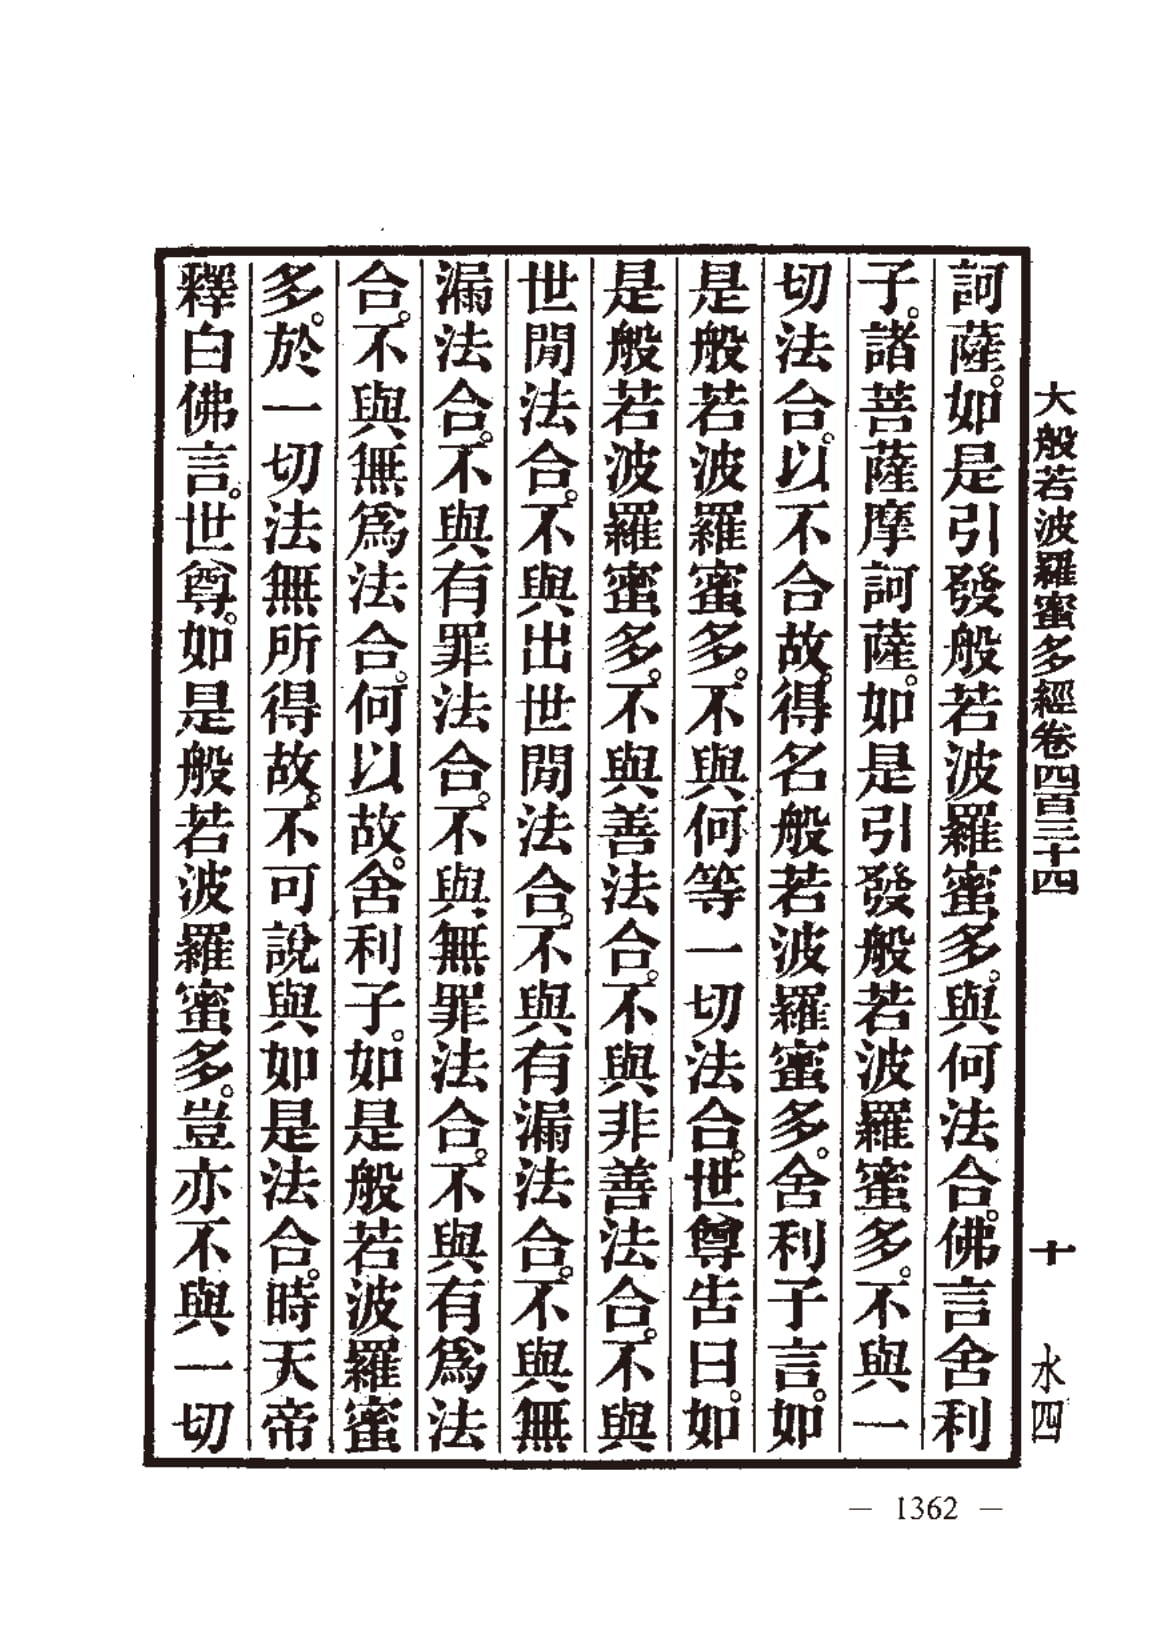 大般若波羅蜜多經卷四百三十四 十 水四
訶薩。如是引發般若波羅蜜多。與何法合。佛言舍利
子。諸菩薩摩訶薩。如是引發般若波羅蜜多。不與一
切法合。以不合故。得名般若波羅蜜多。舍利子言。如
是般若波羅蜜多。不與何等一切法合。世尊告曰。如
是般若波羅蜜多。不與善法合。不與非善法合。不與
世閒法合。不與出世閒法合。不與有漏法合。不與無
漏法合。不與有罪法合。不與無罪法合。不與有爲法
合。不與無爲法合。何以故。舍利子。如是般若波羅蜜
多。於一切法無所得故。不可說與如是法合。時天帝
釋白佛言。世尊。如是般若波羅蜜多。豈亦不與一切
— 1362 —